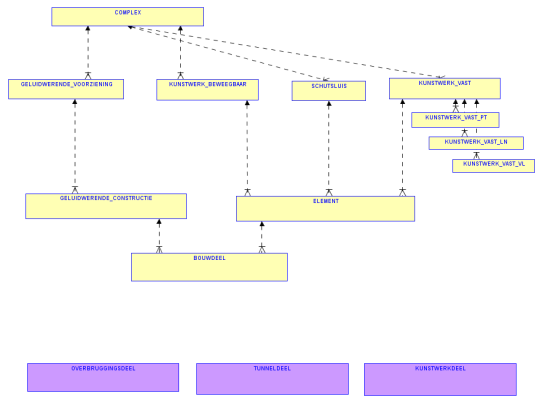 COMPLEX
GELUIDWERENDE_VOORZIENING
KUNSTWERK_BEWEEGBAAR
SCHUTSLUIS
KUNSTWERK_VAST
KUNSTWERK_VAST_PT
KUNSTWERK_VAST_LN
KUNSTWERK_VAST_VL
GELUIDWERENDE_CONSTRUCTIE
ELEMENT
BOUWDEEL
OVERBRUGGINGSDEEL
TUNNELDEEL
KUNSTWERKDEEL